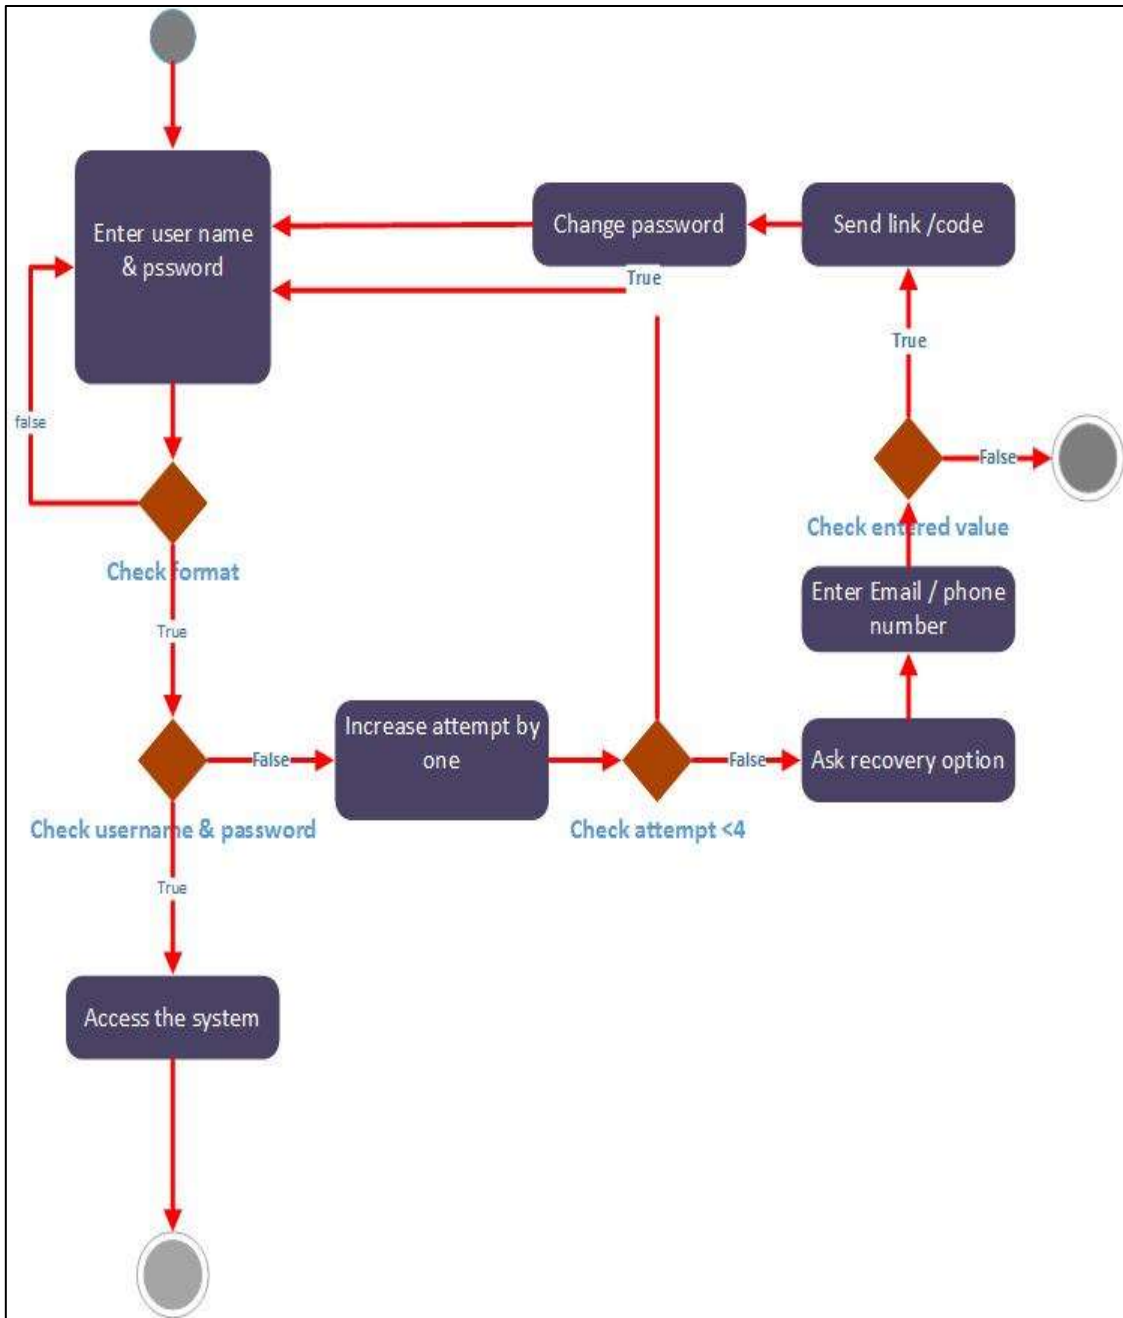 Enter user name
& pssword
Change password
Send link /code
True
True
false
False
Check entered value
Check format
Enter Email / phone
number
True
Increase attempt by
one
False
False
Ask recovery option
Check username & password
Check attempt <4
True
Access the system